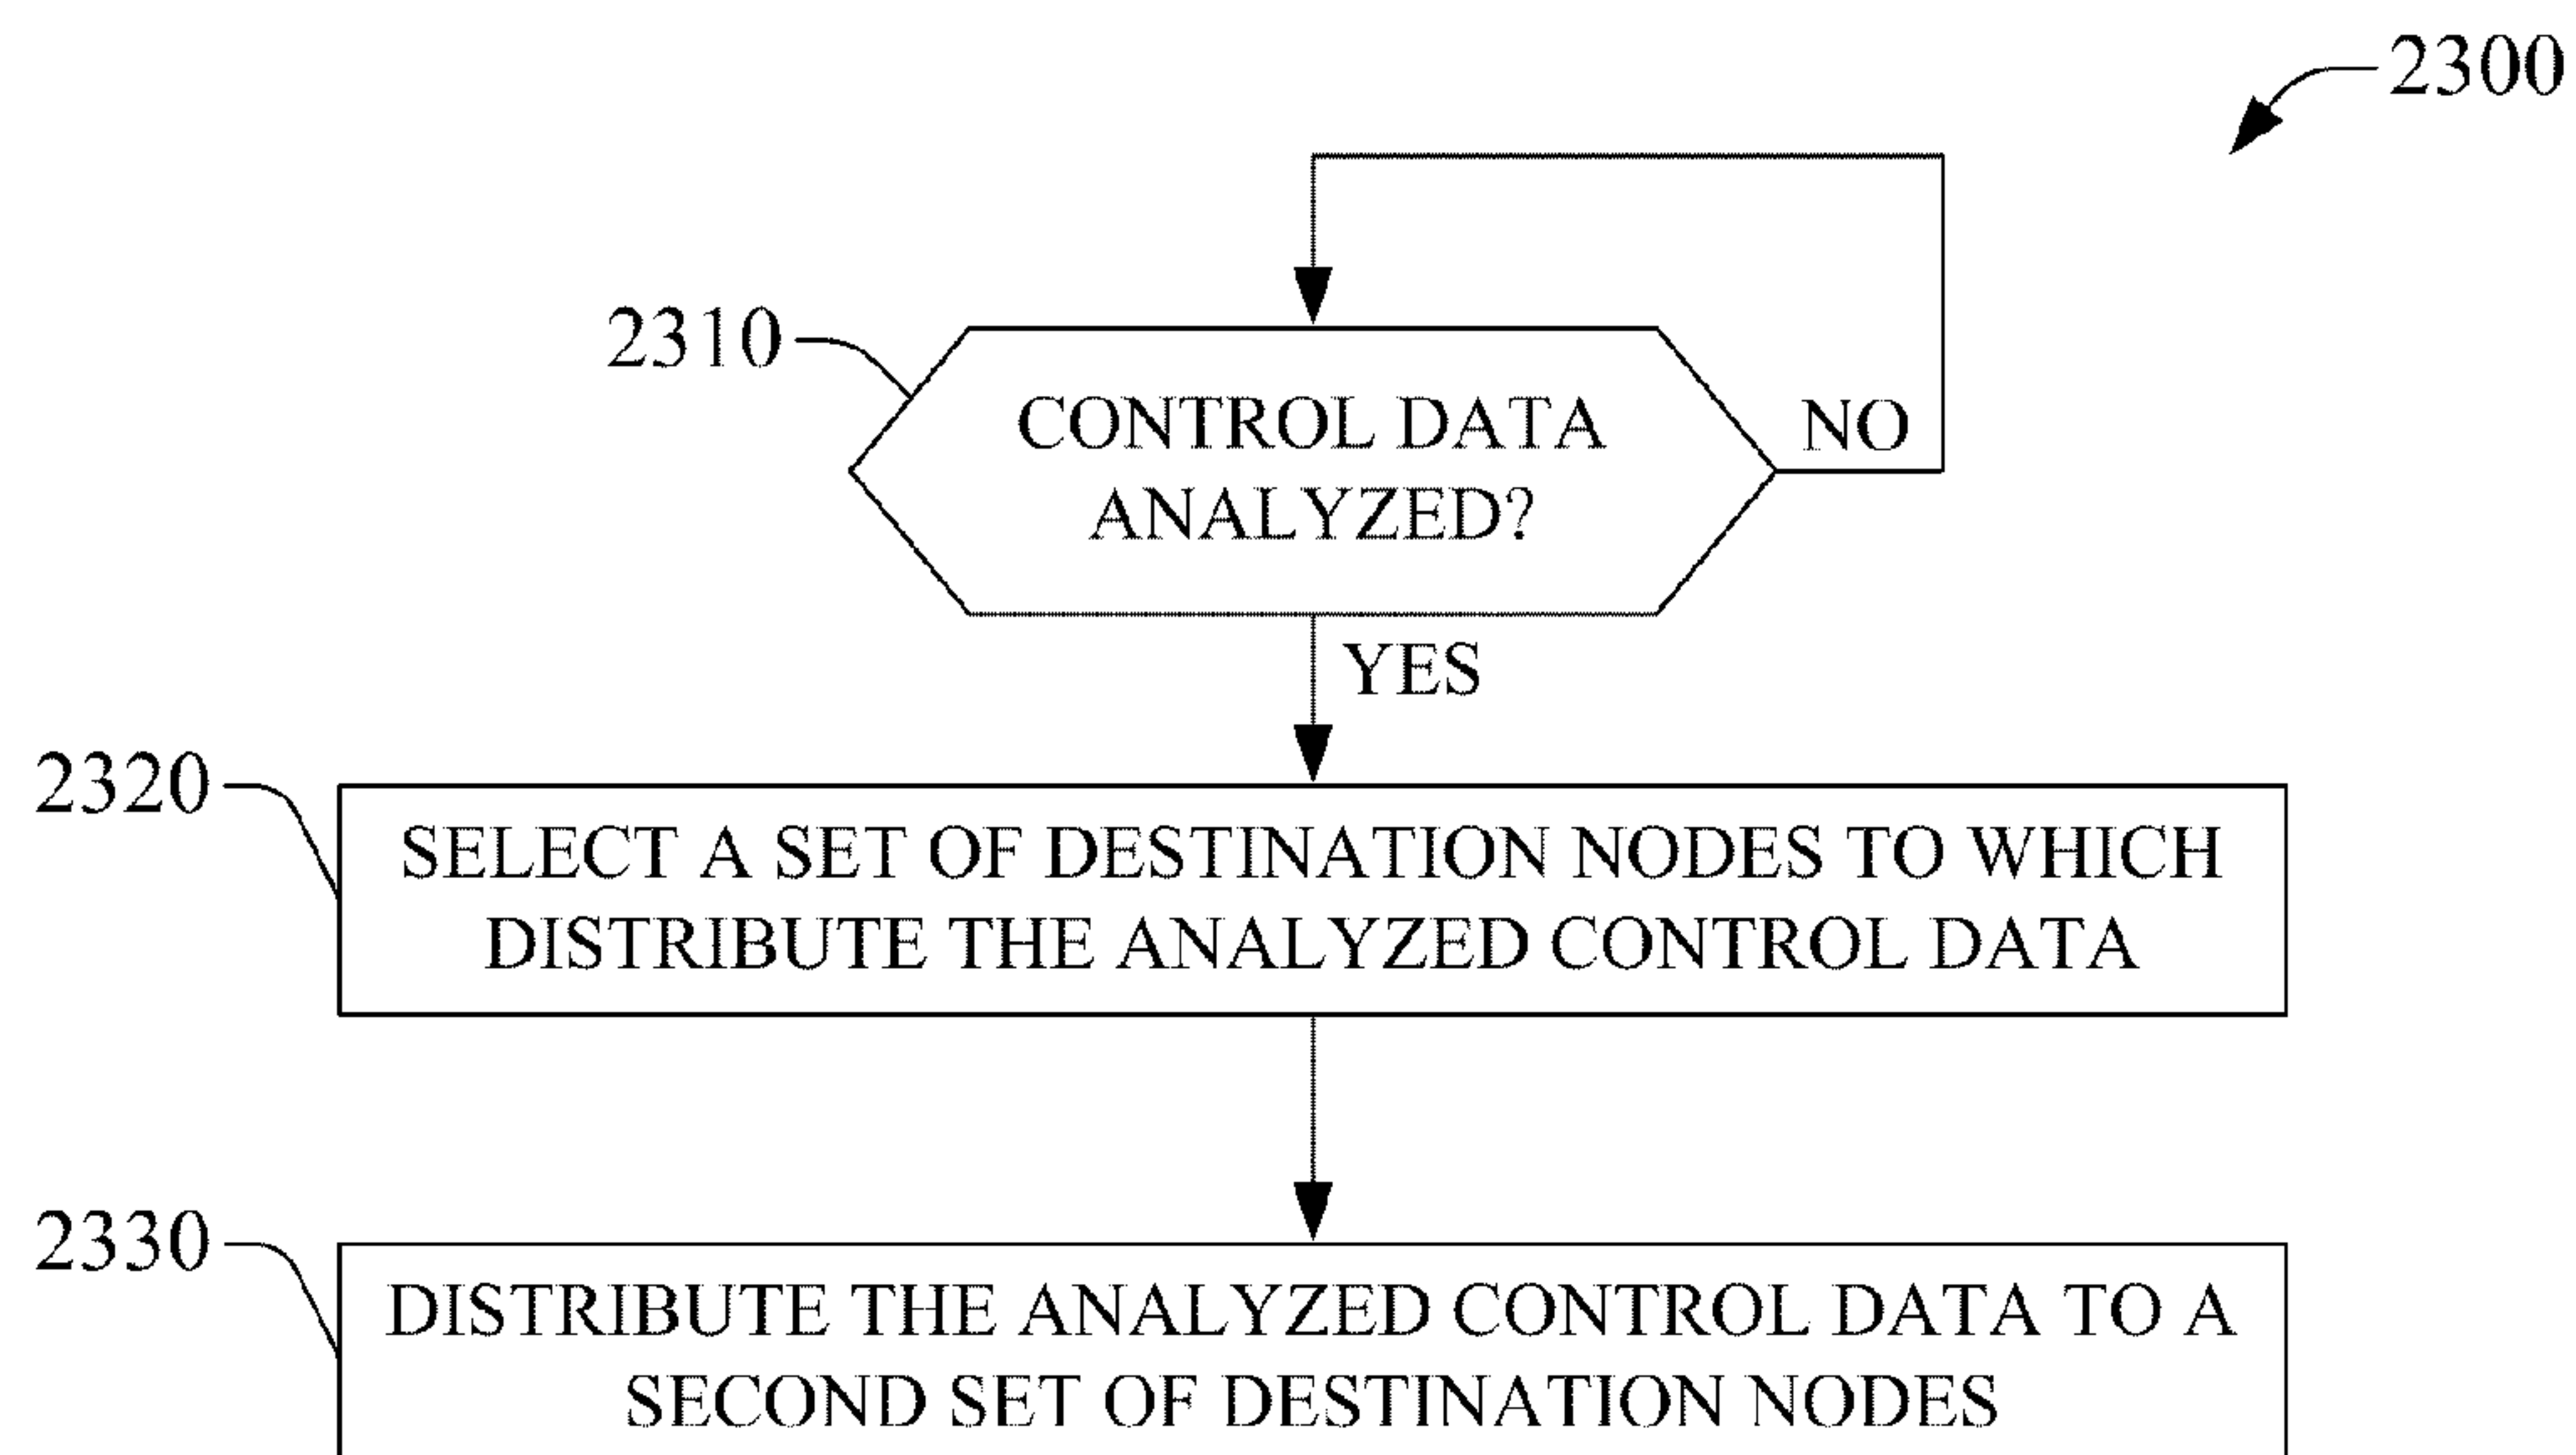 2300
2310
CONTROL DATA
ANALYZED?
NO
YES
2320
SELECT A SET OF DESTINATION NODES TO WHICH
DISTRIBUTE THE ANALYZED CONTROL DATA
2330
DISTRIBUTE THE ANALYZED CONTROL DATA TO A
SECOND SET OF DESTINATION NODES